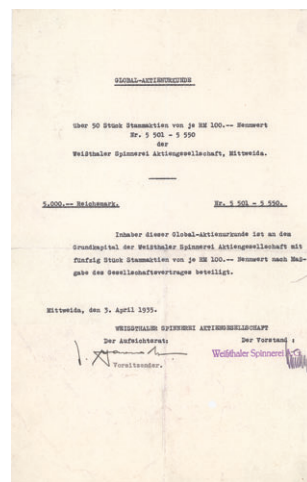 GLOBAL-AKTIENURKUNDE
über 50 Stück Stammaktien von je RM 100.-- Nennwert
Nr. 5 501 - 5 550
der
Weißthaler Spinnerei Aktiengesellschaft, Mittweida.
5.000.-- Reichsmark. Nr. 5 501 - 5 550.
Inhaber dieser Global-Aktienurkunde ist an dem
Grundkapital der Weißthaler Spinnerei Aktiengesellschaft mit
fünfzig Stück Stammaktien von je RM 100.-- Nennwert nach Maß-
gabe des Gesellschaftsvertrages beteiligt.
Mittweida, den 3. April 1935.
WEISSTHALER SPINNEREI AKTIENGESELLSCHAFT
Der Aufsichtsrat: Der Vorstand :
Weißthaler Spinnerei
Vorsitzender.